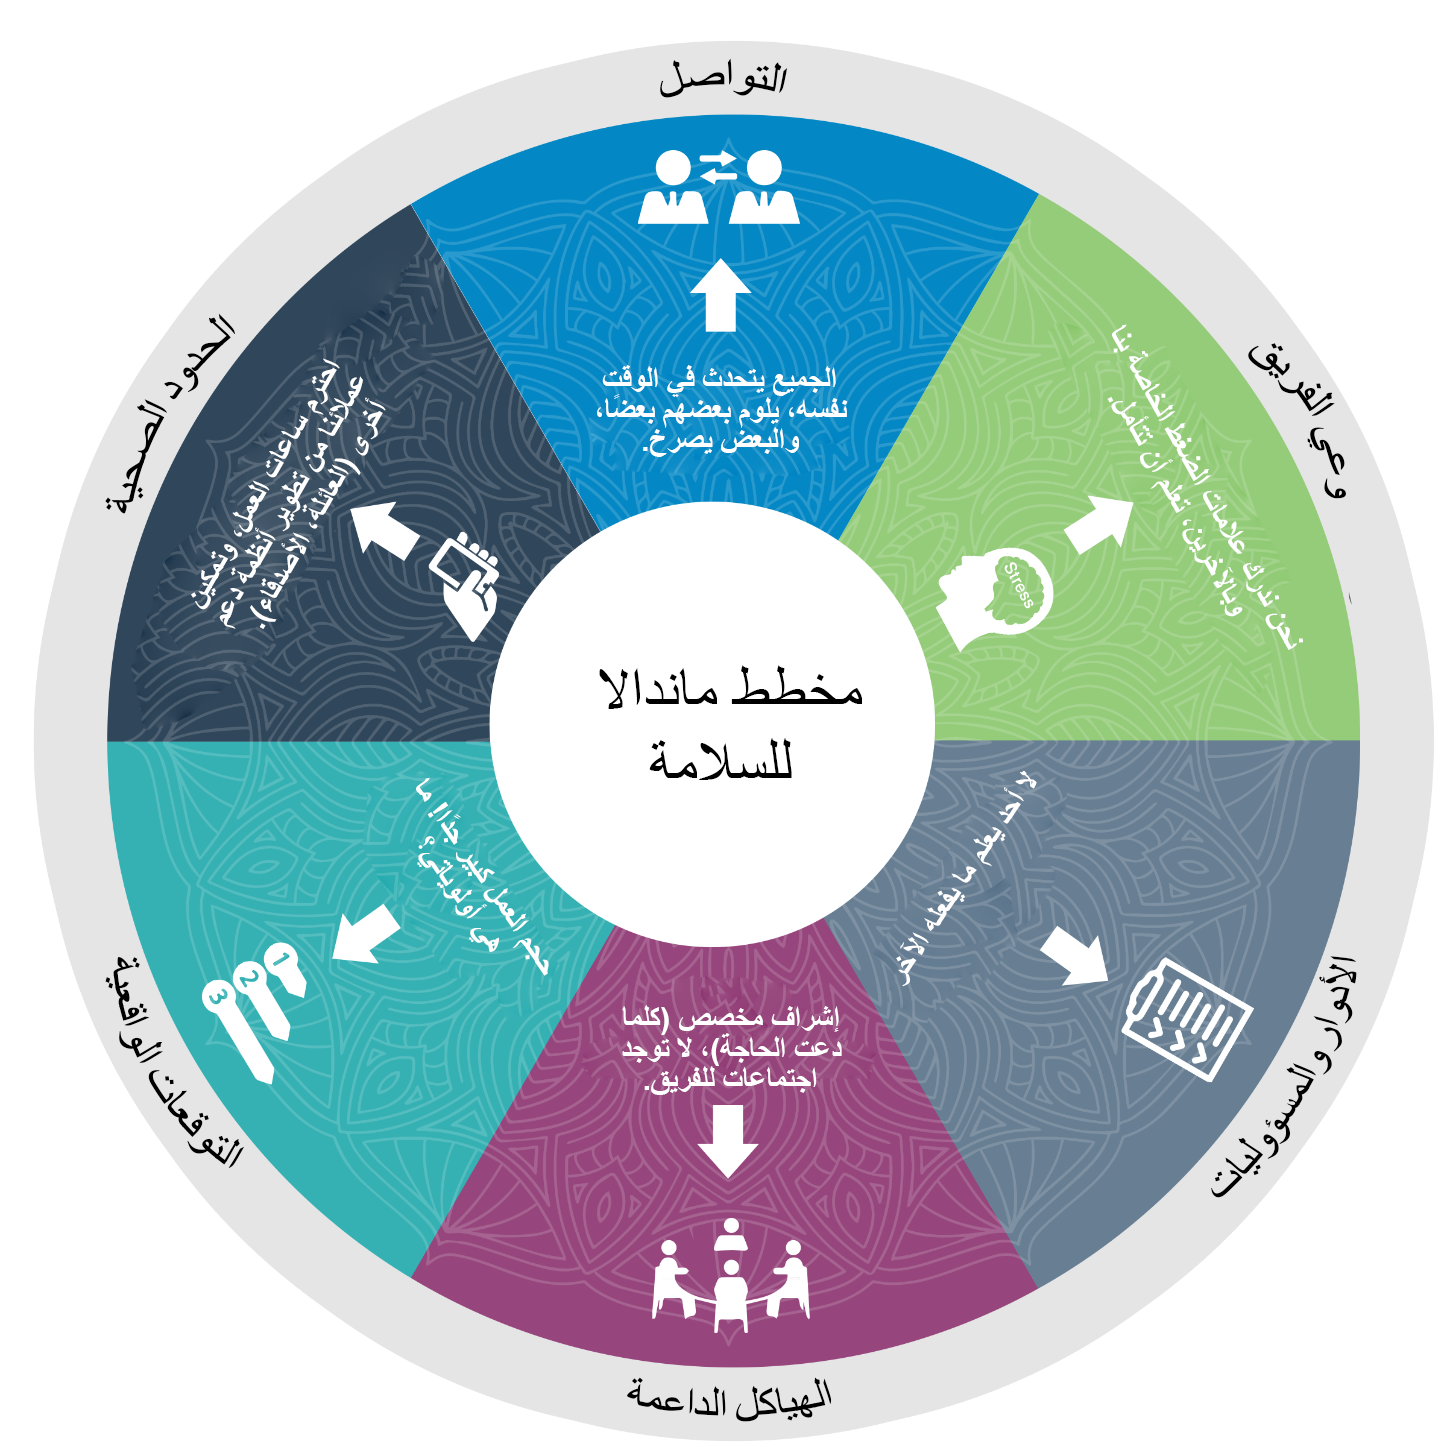 التواصل
الجميع يتحدث في الوقت
نفسه، يلوم بعضهم بعضًا،
والبعض يصرخ.
وعي الفريق
نحن ندرك علامات الضغط الخاصة بنا
وبالآخرين، تعلم أن نتأمل.
Stress
الأدوار والمسؤوليات
لا أحد يعلم ما يفعله الآخر
الهياكل الداعمة
إشراف مخصص (كلما
دعت الحاجة)، لا توجد
اجتماعات للفريق.
التوقعات الواقعية
حجم العمل كبير جدًا! ما
هي أولوياتي؟
1
2
3
الحدود الصحية
احترم ساعات العمل، وتمكين
عملائنا من تطوير أنظمة دعم
أخرى (العائلة، الأصدقاء).
مخطط ماندالا
للسلامة